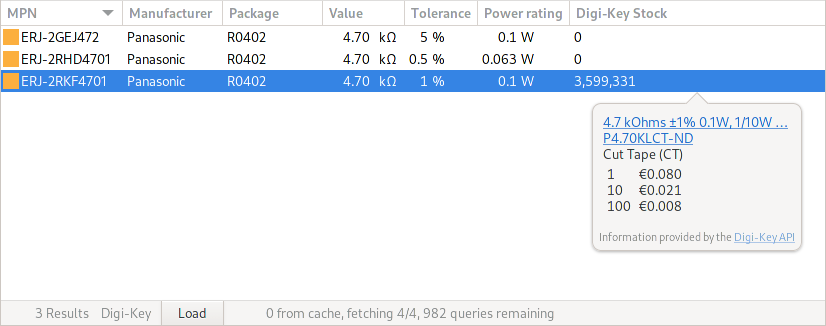 MPN Manufacturer Package Value Tolerance Power rating Digi-Key Stock
ERJ-2GEJ472 Panasonic R0402 4.70 kΩ 5 % 0.1 W 0
ERJ-2RHD4701 Panasonic R0402 4.70 kΩ 0.5 % 0.063 W 0
ERJ-2RKF4701 Panasonic R0402 4.70 kΩ 1 % 0.1 W 3,599,331
4.7 kOhms ±1% 0.1W, 1/10W …
P4.70KLCT-ND
Cut Tape (CT)
1 €0.080
10 €0.021
100 €0.008
Information provided by the Digi-Key API
3 Results Digi-Key Load 0 from cache, fetching 4/4, 982 queries remaining